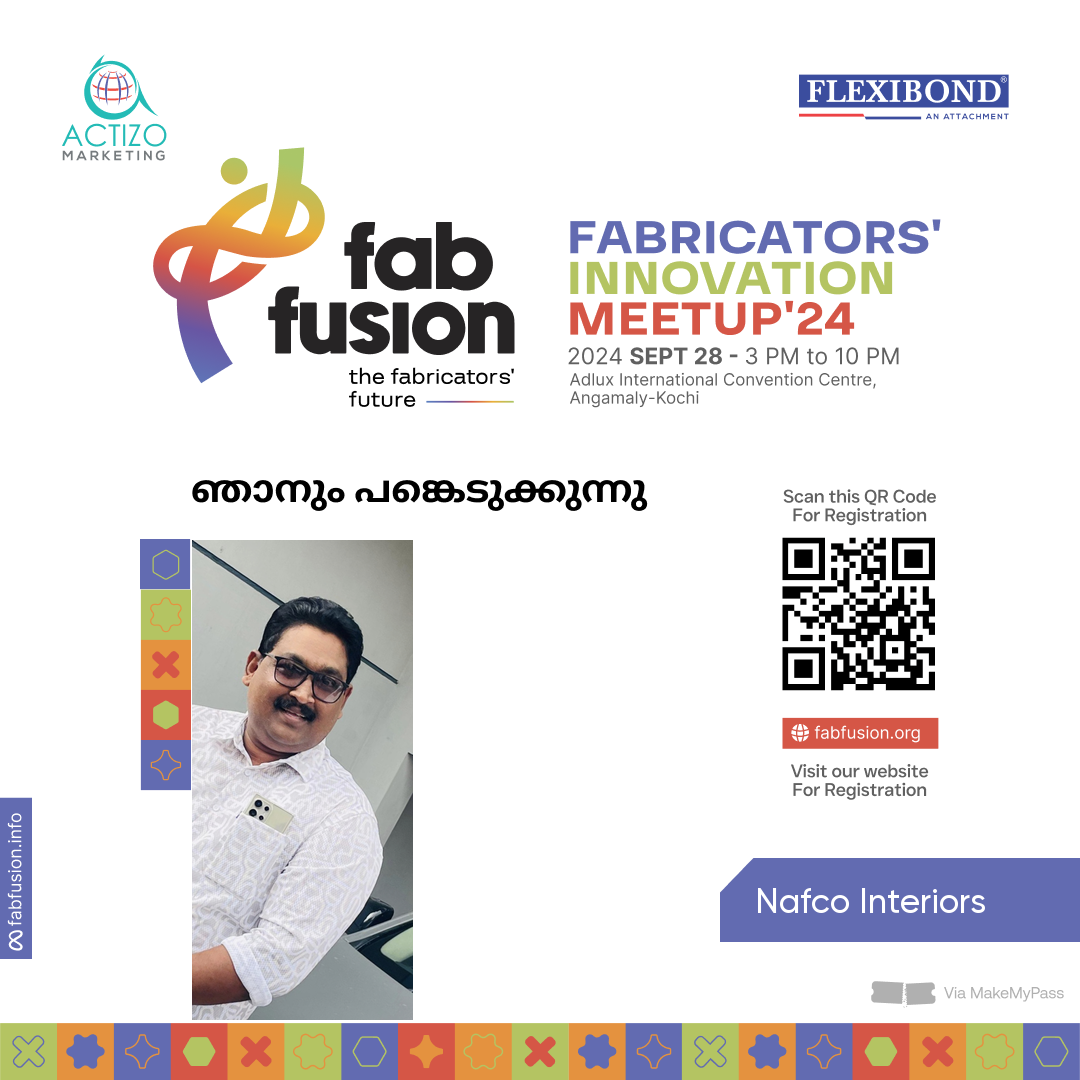 ACTIZO
MARKETING
FLEXIBOND®
AN ATTACHMENT
fab
fusion
the fabricators'
future
FABRICATORS'
INNOVATION
MEETUP'24
2024 SEPT 28 - 3 PM to 10 PM
Adlux International Convention Centre,
Angamaly-Kochi
ഞാനും പങ്കെടുക്കുന്നു
Scan this QR Code
For Registration
fabfusion.org
Visit our website
For Registration
fabfusion.info
Nafco Interiors
Via MakeMyPass